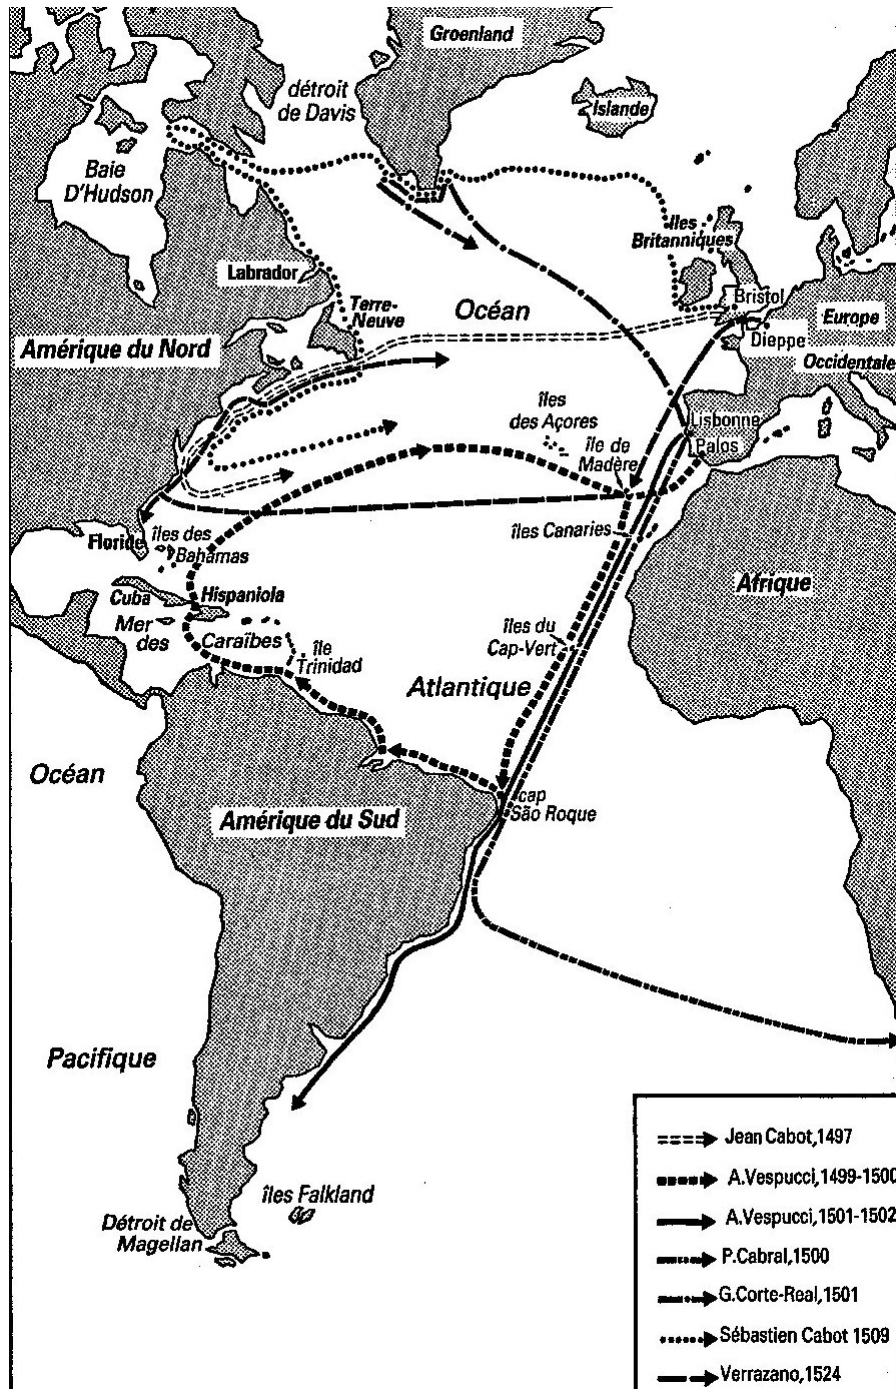 Groenland
détroit
de Davis
Islande
Baie
D'Hudson
Iles
Britanniques
Labrador
Terre-
Neuve
Océan
Bristol
Europe
Dieppe
Amérique du Nord
Occidentale
îles
des Açores
Lisbonne
Palos
île de
Madère
îles Canaries
Floride
îles des
Bahamas
Afrique
Cuba
Hispaniola
Mer
des
Caraïbes
île
Trinidad
îles du
Cap-Vert
Atlantique
Océan
cap
São Roque
Amérique du Sud
Pacifique
îles Falkland
Détroit de
Magellan
Jean Cabot,1497
A.Vespucci,1499-1500
A.Vespucci,1501-1502
P.Cabral,1500
G.Corte-Real,1501
Sébastien Cabot 1509
Verrazano,1524